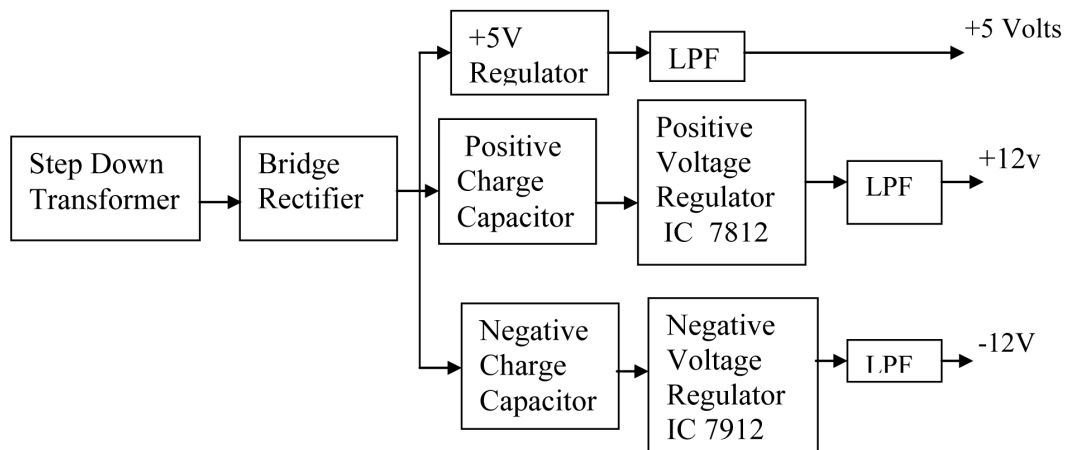 +5V
Regulator
LPF
+5 Volts
Step Down
Transformer
Bridge
Rectifier
Positive
Charge
Capacitor
Positive
Voltage
Regulator
IC 7812
LPF
+12v
Negative
Charge
Capacitor
Negative
Voltage
Regulator
IC 7912
LPF
-12V